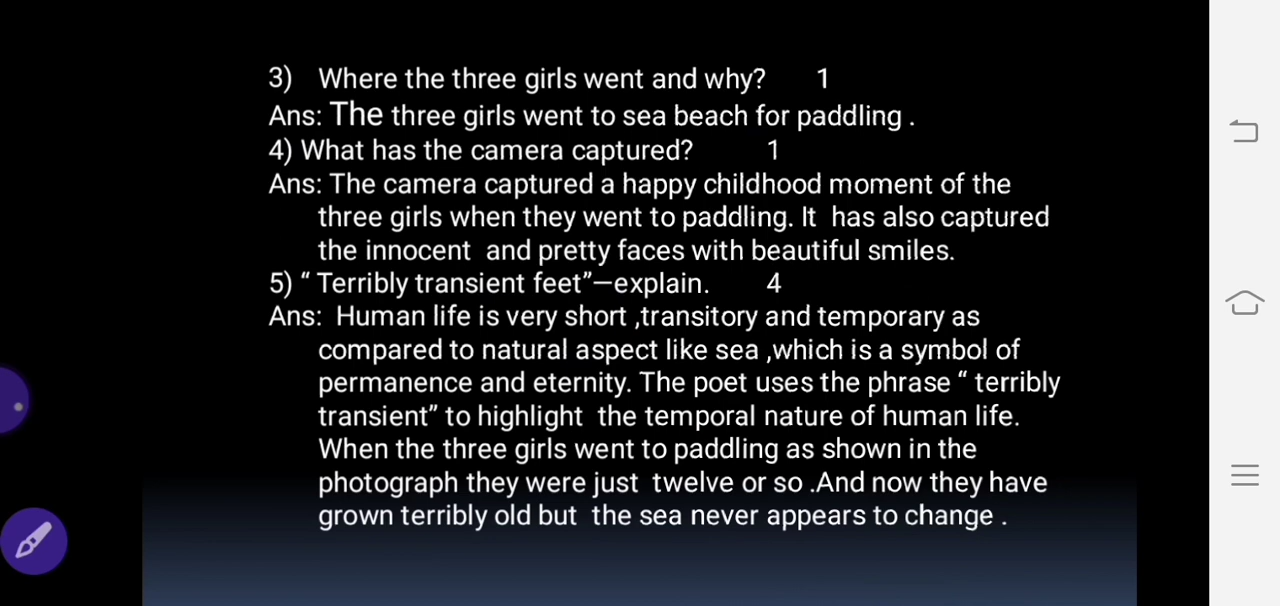 3) Where the three girls went and why? 1
Ans: The three girls went to sea beach for paddling .
4) What has the camera captured? 1
Ans: The camera captured a happy childhood moment of the
three girls when they went to paddling. It has also captured
the innocent and pretty faces with beautiful smiles.
5) “ Terribly transient feet”—explain. 4
Ans: Human life is very short ,transitory and temporary as
compared to natural aspect like sea ,which is a symbol of
permanence and eternity. The poet uses the phrase “ terribly
transient” to highlight the temporal nature of human life.
When the three girls went to paddling as shown in the
photograph they were just twelve or so .And now they have
grown terribly old but the sea never appears to change .